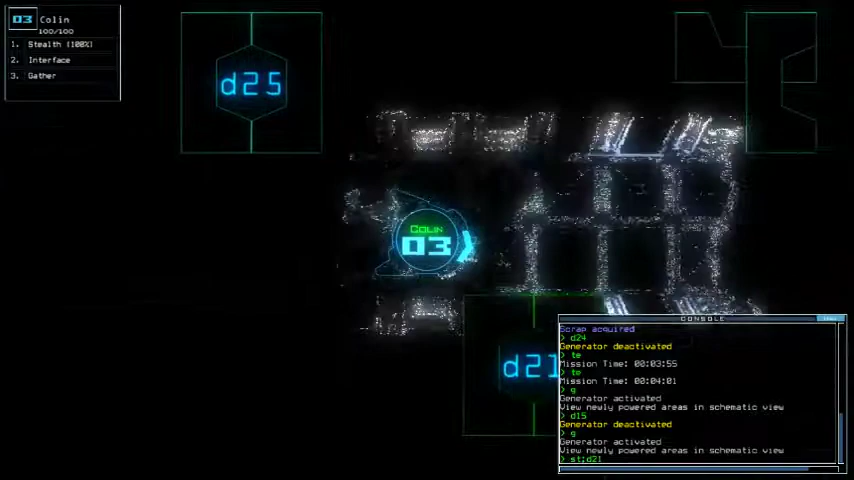 03 Colin
100/100
1. Stealth (100%)
2. Interface
3. Gather
d25
Colin
03
d21
CONSOLE
Scrap acquired
> d24
Generator deactivated
> te
Mission Time: 00:03:55
> te
Mission Time: 00:04:01
> g
Generator activated
View newly powered areas in schematic view
> d15
Generator deactivated
> g
Generator activated
View newly powered areas in schematic view
> st;d21